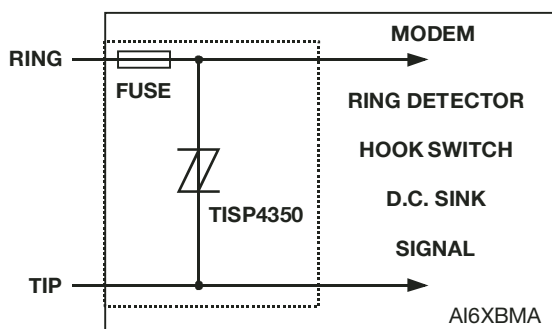 MODEM
RING
FUSE
RING DETECTOR
HOOK SWITCH
D.C. SINK
TISP4350
SIGNAL
TIP
AI6XBMA